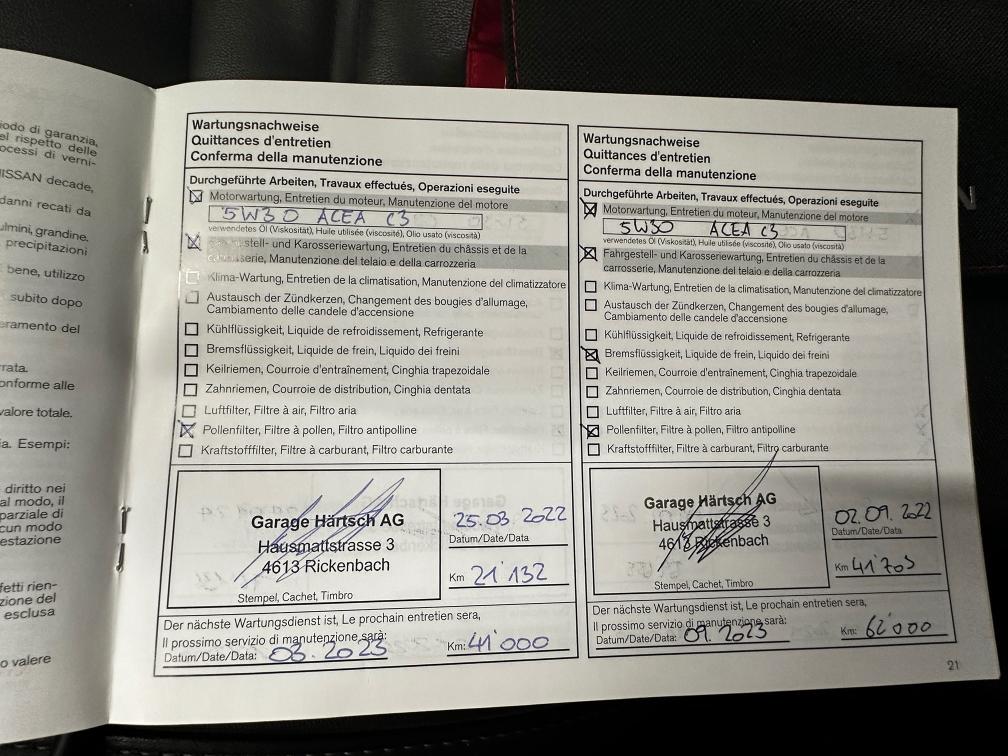 iodo di garanzia,
el rispetto delle
ocessi di verni-
NISSAN decade,
danni recati da
ulmini, grandine.
precipitazioni
bene, utilizzo
subito dopo
eramento del
rrata.
onforme alle
valore totale.
a. Esempi:
diritto nei
al modo, il
parziale di
cun modo
estazione
fetti rien-
zione del
esclusa
o valere
Wartungsnachweise
Quittances d'entretien
Conferma della manutenzione
Durchgeführte Arbeiten, Travaux effectués, Operazioni eseguite
Motorwartung, Entretien du moteur, Manutenzione del motore
5W30 ACEA C3
verwendetes Öl (Viskosität), Huile utilisée (viscosité), Olio usato (viscosità)
stell- und Karosseriewartung, Entretien du châssis et de la
carrosserie, Manutenzione del telaio e della carrozzeria
Klima-Wartung, Entretien de la climatisation, Manutenzione del climatizzatore
Austausch der Zündkerzen, Changement des bougies d'allumage,
Cambiamento delle candele d'accensione
Kühlflüssigkeit, Liquide de refroidissement, Refrigerante
Bremsflüssigkeit, Liquide de frein, Liquido dei freini
Keilriemen, Courroie d'entraînement, Cinghia trapezoidale
Zahnriemen, Courroie de distribution, Cinghia dentata
Luftfilter, Filtre à air, Filtro aria
Pollenfilter, Filtre à pollen, Filtro antipolline
Kraftstofffilter, Filtre à carburant, Filtro carburante
Garage Härtsch AG
Hausmattstrasse 3
4613 Rickenbach
Stempel, Cachet, Timbro
25.03.2022
Datum/Date/Data
Km 21'132
Der nächste Wartungsdienst ist, Le prochain entretien sera,
Il prossimo servizio di manutenzione sarà:
Datum/Date/Data: 03.2023 Km: 41'000
Wartungsnachweise
Quittances d'entretien
Conferma della manutenzione
Durchgeführte Arbeiten, Travaux effectués, Operazioni eseguite
Motorwartung, Entretien du moteur, Manutenzione del motore
5W30 ACEA C3
verwendetes Öl (Viskosität), Huile utilisée (viscosité), Olio usato (viscosità)
Fahrgestell- und Karosseriewartung, Entretien du châssis et de la
carrosserie, Manutenzione del telaio e della carrozzeria
Klima-Wartung, Entretien de la climatisation, Manutenzione del climatizzatore
Austausch der Zündkerzen, Changement des bougies d'allumage,
Cambiamento delle candele d'accensione
Kühlflüssigkeit, Liquide de refroidissement, Refrigerante
Bremsflüssigkeit, Liquide de frein, Liquido dei freini
Keilriemen, Courroie d'entraînement, Cinghia trapezoidale
Zahnriemen, Courroie de distribution, Cinghia dentata
Luftfilter, Filtre à air, Filtro aria
Pollenfilter, Filtre à pollen, Filtro antipolline
Kraftstofffilter, Filtre à carburant, Filtro carburante
Garage Härtsch AG
Hausmattstrasse 3
4613 Rickenbach
Stempel, Cachet, Timbro
02.09.2022
Datum/Date/Data
Km 41'703
Der nächste Wartungsdienst ist, Le prochain entretien sera,
Il prossimo servizio di manutenzione sarà:
Datum/Date/Data: 09.2023 Km:
21